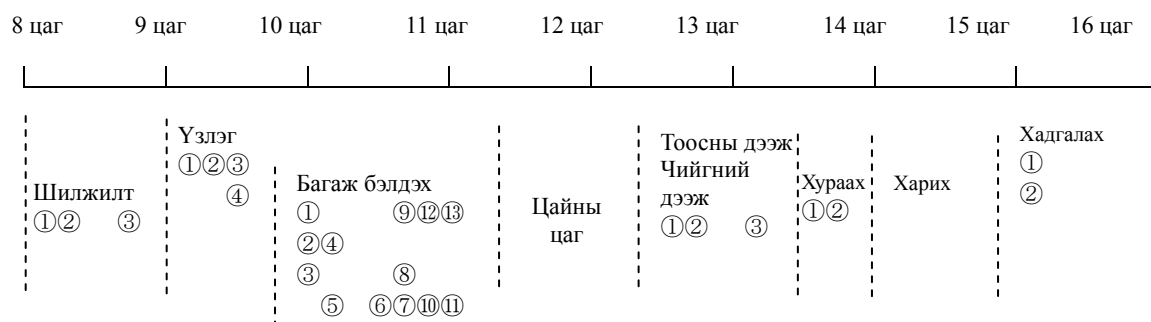 8 цаг 9 цаг 10 цаг 11 цаг 12 цаг 13 цаг 14 цаг 15 цаг 16 цаг
Шилжилт
①② ③
Үзлэг
①②③
④
Багаж бэлдэх
① ⑨⑫⑬
②④
③ ⑧
⑤ ⑥⑦⑩⑪
Цайны
цаг
Тоосны дээж
Чийгний
дээж
①② ③
Хураах
①②
Харих
Хадгалах
①
②